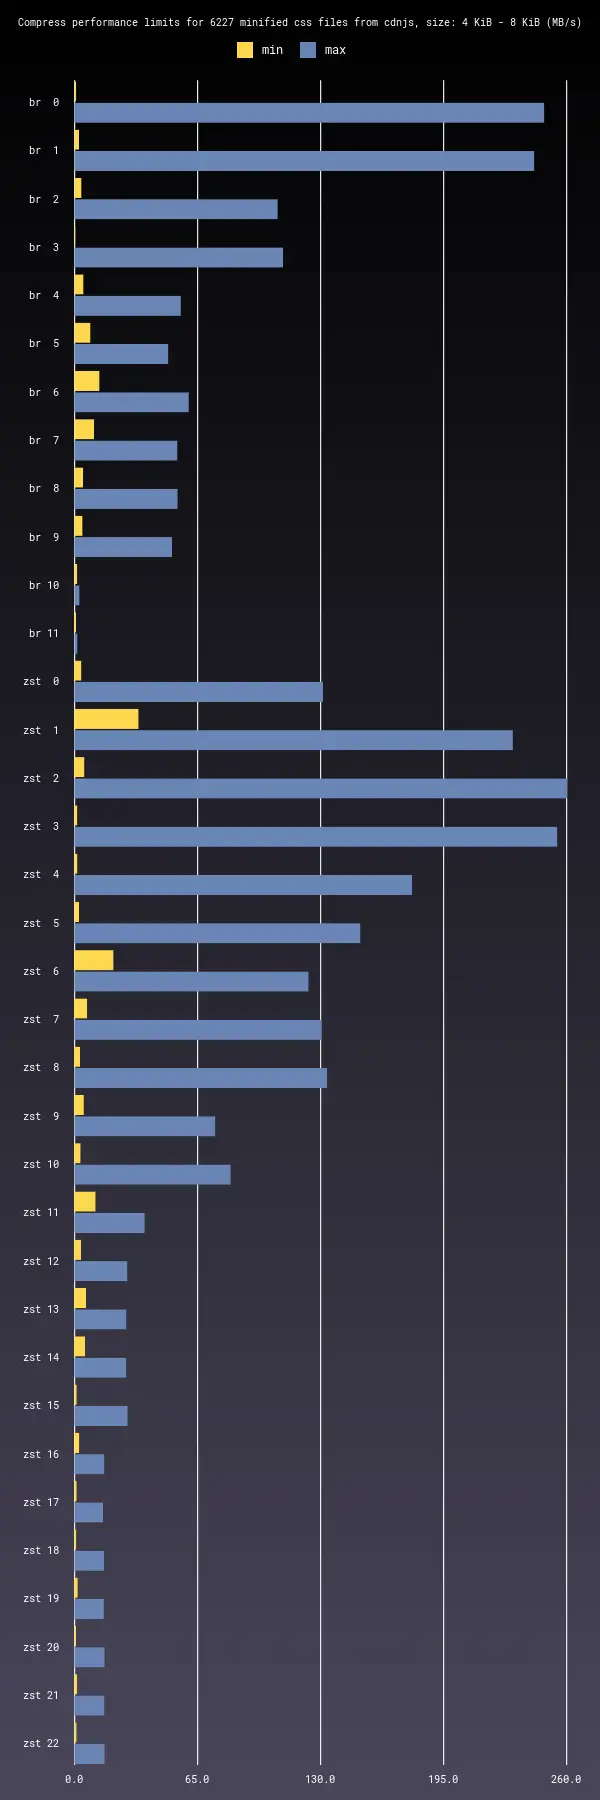 Compress performance limits for 6227 minified css files from cdnjs, size: 4 KiB - 8 KiB (MB/s)
min max
br 0
br 1
br 2
br 3
br 4
br 5
br 6
br 7
br 8
br 9
br 10
br 11
zst 0
zst 1
zst 2
zst 3
zst 4
zst 5
zst 6
zst 7
zst 8
zst 9
zst 10
zst 11
zst 12
zst 13
zst 14
zst 15
zst 16
zst 17
zst 18
zst 19
zst 20
zst 21
zst 22
0.0 65.0 130.0 195.0 260.0